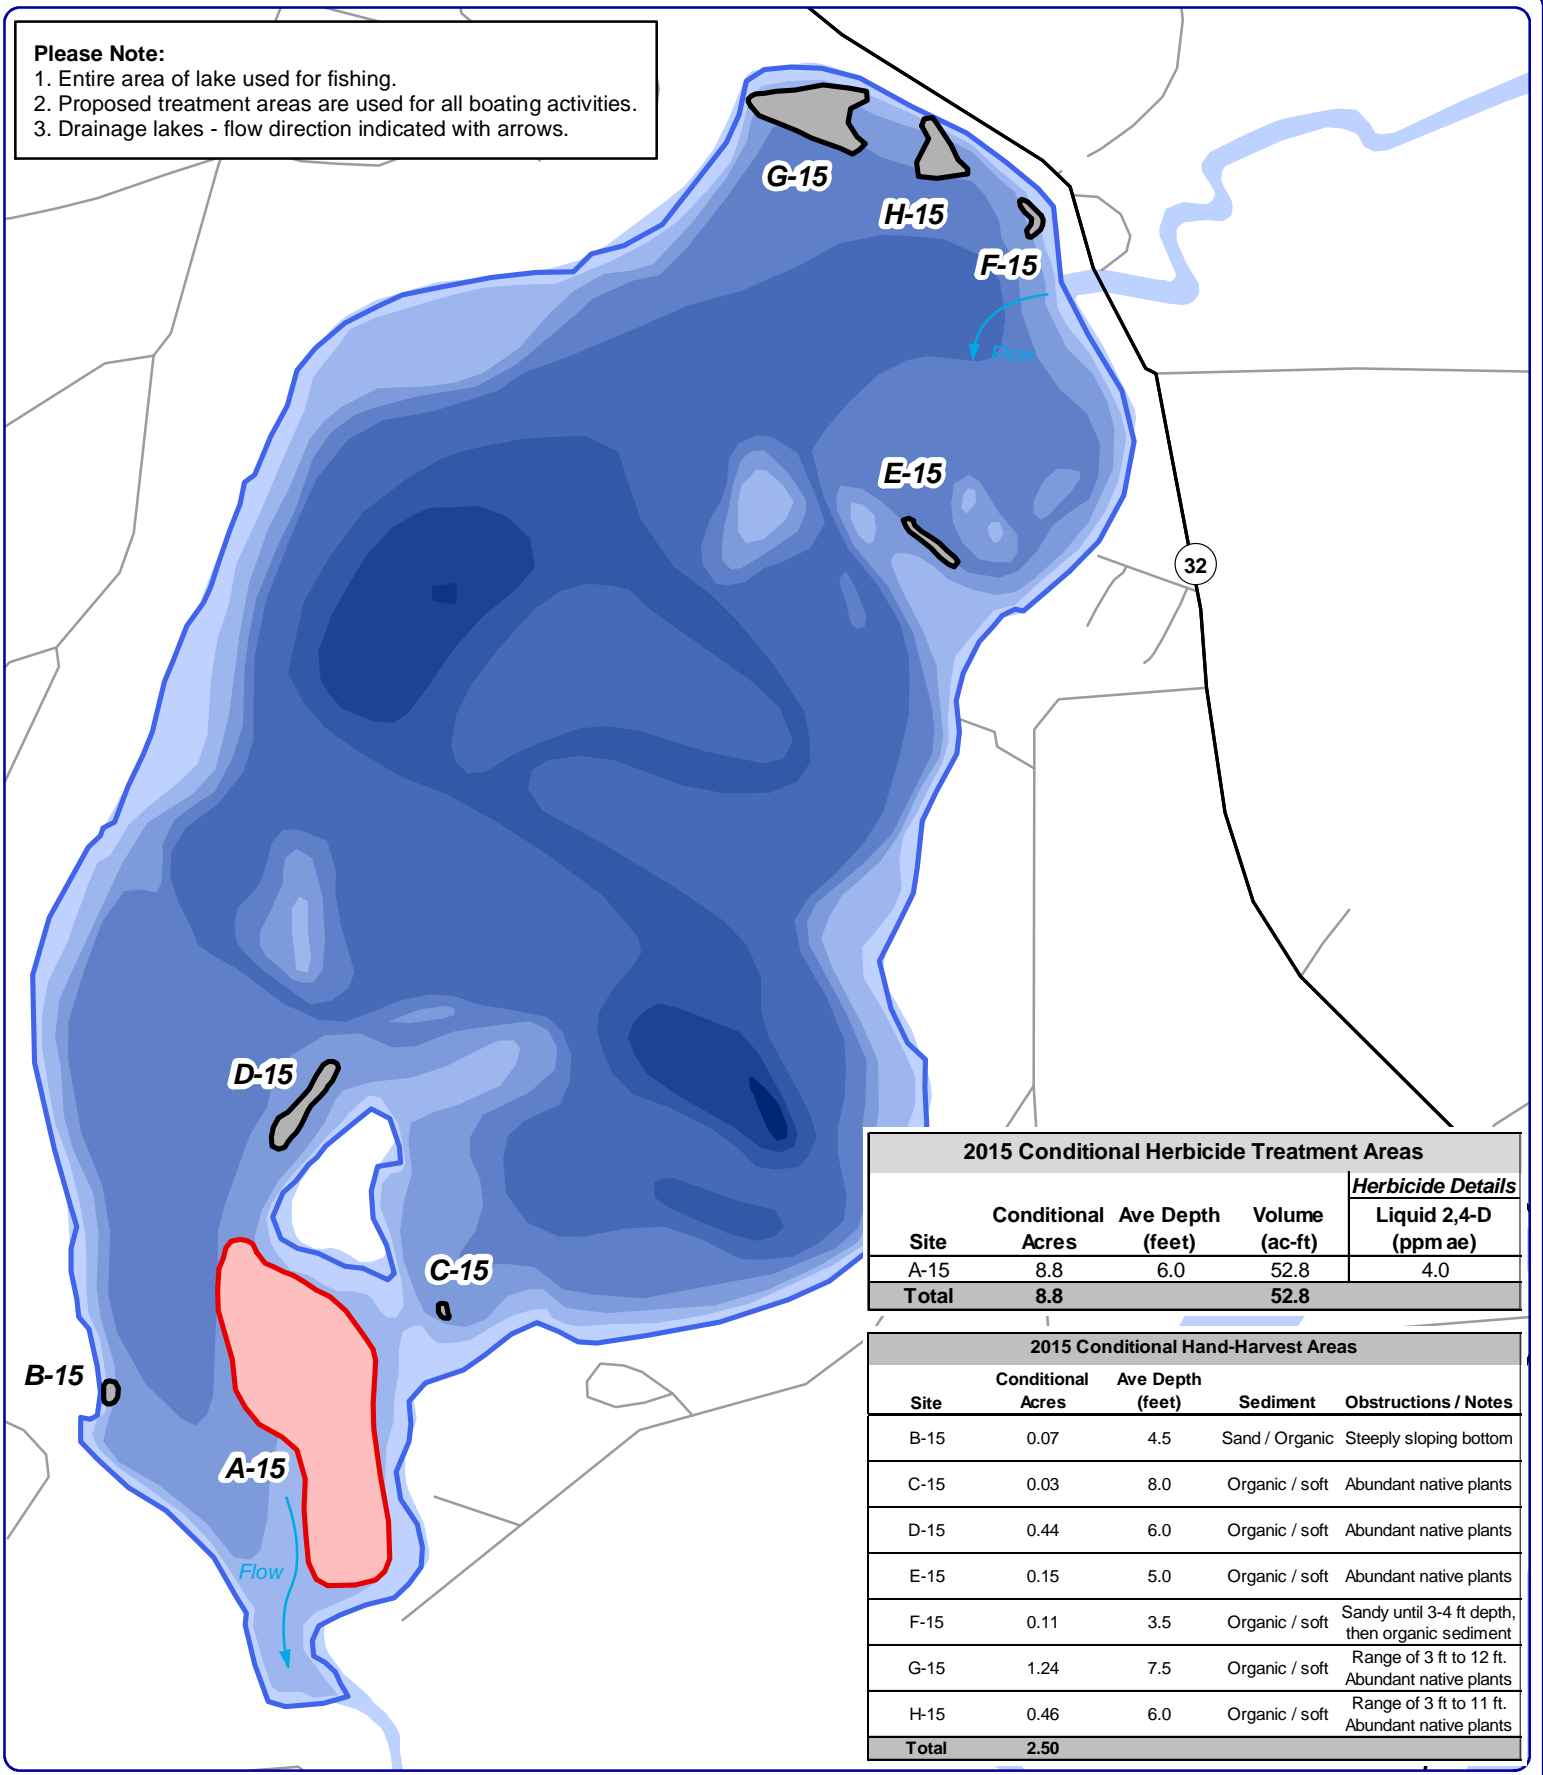 Please Note:
1. Entire area of lake used for fishing.
2. Proposed treatment areas are used for all boating activities.
3. Drainage lakes - flow direction indicated with arrows.
G-15
H-15
F-15
Flow
E-15
32
D-15
C-15
B-15
A-15
Flow
2015 Conditional Herbicide Treatment Areas
Herbicide Details
Conditional Ave Depth Volume Liquid 2,4-D
Site Acres (feet) (ac-ft) (ppm ae)
A-15 8.8 6.0 52.8 4.0
Total 8.8 52.8
2015 Conditional Hand-Harvest Areas
Conditional Ave Depth
Site Acres (feet) Sediment Obstructions / Notes
B-15 0.07 4.5 Sand / Organic Steeply sloping bottom
C-15 0.03 8.0 Organic / soft Abundant native plants
D-15 0.44 6.0 Organic / soft Abundant native plants
E-15 0.15 5.0 Organic / soft Abundant native plants
F-15 0.11 3.5 Organic / soft Sandy until 3-4 ft depth,
then organic sediment
G-15 1.24 7.5 Organic / soft Range of 3 ft to 12 ft.
Abundant native plants
H-15 0.46 6.0 Organic / soft Range of 3 ft to 11 ft.
Abundant native plants
Total 2.50